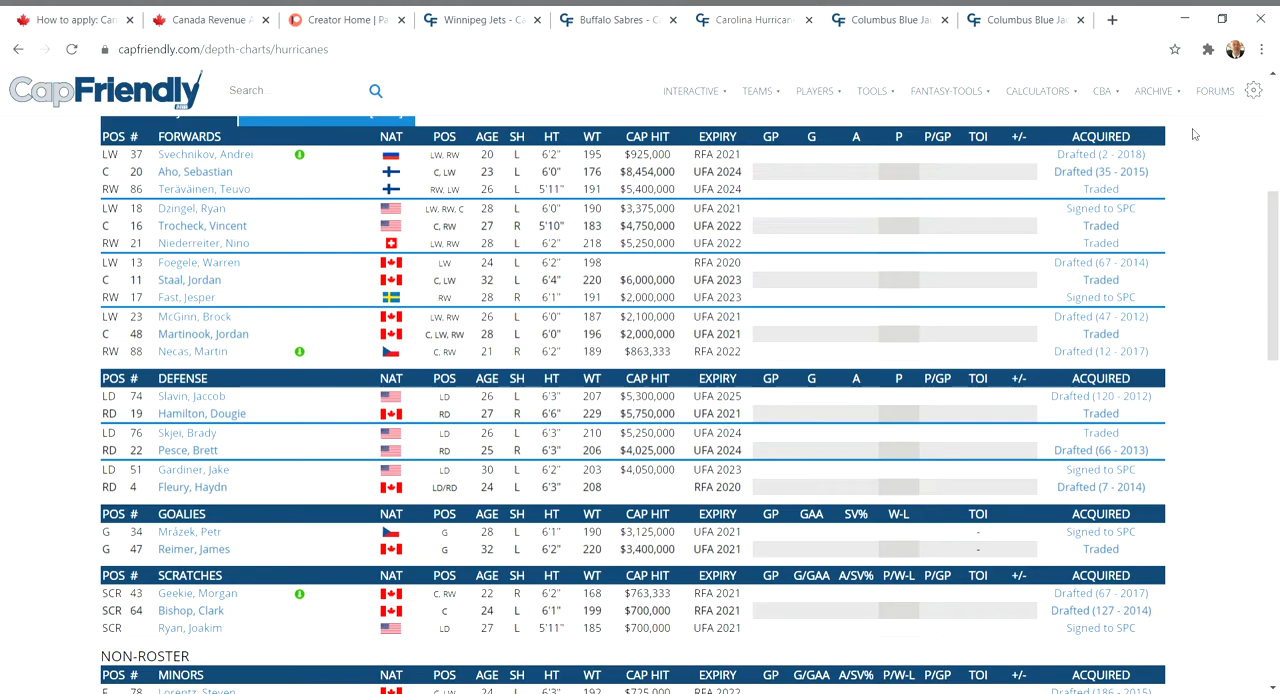 How to apply: Can Canada Revenue A Creator Home | Pa Winnipeg Jets - Ca Buffalo Sabres - C Carolina Hurrican Columbus Blue Jac Columbus Blue Jac
capfriendly.com/depth-charts/hurricanes
CapFriendly Search... INTERACTIVE TEAMS PLAYERS TOOLS FANTASY-TOOLS CALCULATORS CBA ARCHIVE FORUMS
POS # FORWARDS NAT POS AGE SH HT WT CAP HIT EXPIRY GP G A P P/GP TOI +/- ACQUIRED
LW 37 Svechnikov, Andrei LW, RW 20 L 6'2" 195 $925,000 RFA 2021 Drafted (2 - 2018)
C 20 Aho, Sebastian C, LW 23 L 6'0" 176 $8,454,000 UFA 2024 Drafted (35 - 2015)
RW 86 Teräväinen, Teuvo RW, LW 26 L 5'11" 191 $5,400,000 UFA 2024 Traded
LW 18 Dzingel, Ryan LW, RW, C 28 L 6'0" 190 $3,375,000 UFA 2021 Signed to SPC
C 16 Trocheck, Vincent C, RW 27 R 5'10" 183 $4,750,000 UFA 2022 Traded
RW 21 Niederreiter, Nino LW, RW 28 L 6'2" 218 $5,250,000 UFA 2022 Traded
LW 13 Foegele, Warren LW 24 L 6'2" 198 RFA 2020 Drafted (67 - 2014)
C 11 Staal, Jordan C, LW 32 L 6'4" 220 $6,000,000 UFA 2023 Traded
RW 17 Fast, Jesper RW 28 R 6'1" 191 $2,000,000 UFA 2023 Signed to SPC
LW 23 McGinn, Brock LW, RW 26 L 6'0" 187 $2,100,000 UFA 2021 Drafted (47 - 2012)
C 48 Martinook, Jordan C, LW, RW 28 L 6'0" 196 $2,000,000 UFA 2021 Traded
RW 88 Necas, Martin C, RW 21 R 6'2" 189 $863,333 RFA 2022 Drafted (12 - 2017)
POS # DEFENSE NAT POS AGE SH HT WT CAP HIT EXPIRY GP G A P P/GP TOI +/- ACQUIRED
LD 74 Slavin, Jaccob LD 26 L 6'3" 207 $5,300,000 UFA 2025 Drafted (120 - 2012)
RD 19 Hamilton, Dougie RD 27 R 6'6" 229 $5,750,000 UFA 2021 Traded
LD 76 Skjei, Brady LD 26 L 6'3" 210 $5,250,000 UFA 2024 Traded
RD 22 Pesce, Brett RD 25 R 6'3" 206 $4,025,000 UFA 2024 Drafted (66 - 2013)
LD 51 Gardiner, Jake LD 30 L 6'2" 203 $4,050,000 UFA 2023 Signed to SPC
RD 4 Fleury, Haydn LD/RD 24 L 6'3" 208 RFA 2020 Drafted (7 - 2014)
POS # GOALIES NAT POS AGE SH HT WT CAP HIT EXPIRY GP GAA SV% W-L TOI ACQUIRED
G 34 Mrázek, Petr G 28 L 6'1" 190 $3,125,000 UFA 2021 - Signed to SPC
G 47 Reimer, James G 32 L 6'2" 220 $3,400,000 UFA 2021 - Traded
POS # SCRATCHES NAT POS AGE SH HT WT CAP HIT EXPIRY GP G/GAA A/SV% P/W-L P/GP TOI +/- ACQUIRED
SCR 43 Geekie, Morgan C, RW 22 R 6'2" 168 $763,333 RFA 2021 Drafted (67 - 2017)
SCR 64 Bishop, Clark C 24 L 6'1" 199 $700,000 UFA 2021 Drafted (127 - 2014)
SCR Ryan, Joakim 27 L 5'11" 185 $700,000 UFA 2021 Signed to SPC
NON-ROSTER
POS # MINORS NAT POS AGE SH HT WT CAP HIT EXPIRY GP G/GAA A/SV% P/W-L P/GP TOI +/- ACQUIRED
F 78 Lorentz, Steven C, LW 24 L 6'3" 192 $725,000 UFA 2021 Drafted (186 - 2015)